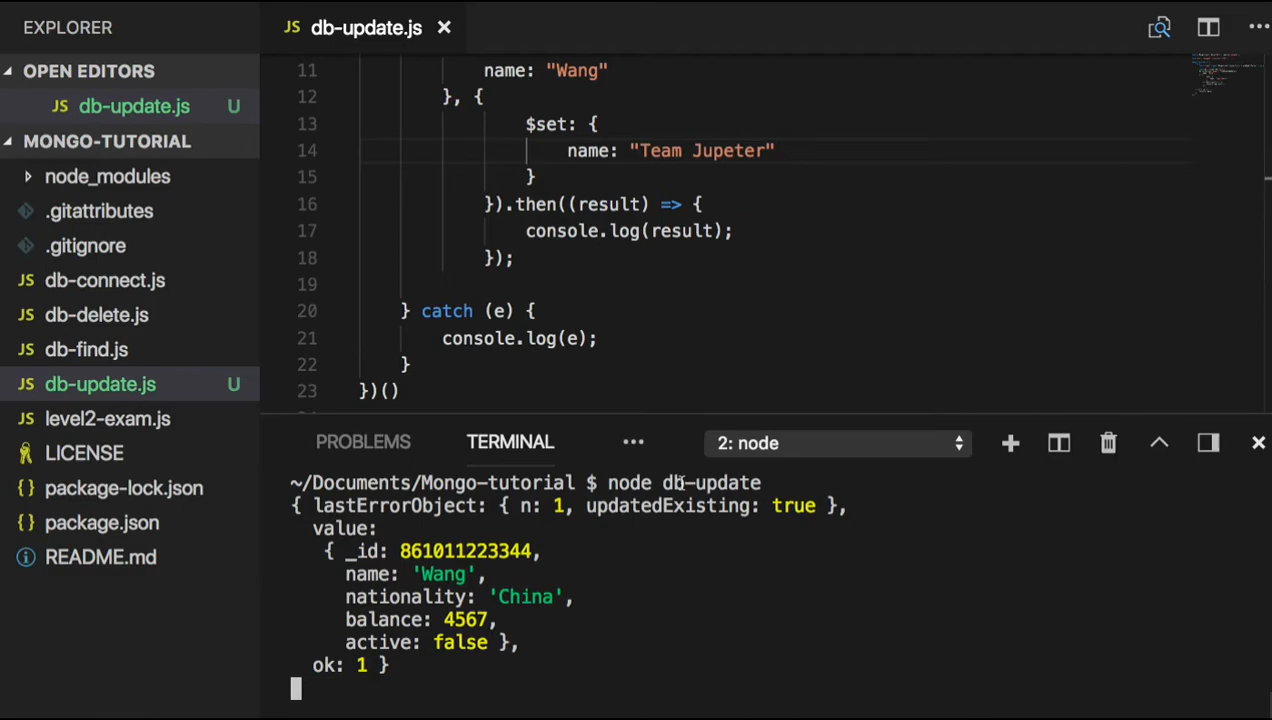 EXPLORER
JS db-update.js ×
OPEN EDITORS
JS db-update.js U
MONGO-TUTORIAL
node_modules
.gitattributes
.gitignore
JS db-connect.js
JS db-delete.js
JS db-find.js
JS db-update.js U
JS level2-exam.js
LICENSE
{} package-lock.json
{} package.json
README.md
11 name: "Wang"
12 }, {
13 $set: {
14 name: "Team Jupeter"
15 }
16 }).then((result) => {
17 console.log(result);
18 });
19
20 } catch (e) {
21 console.log(e);
22 }
23 })()
PROBLEMS TERMINAL ••• 2: node
~/Documents/Mongo-tutorial $ node db-update
{ lastErrorObject: { n: 1, updatedExisting: true },
value:
{ _id: 861011223344,
name: 'Wang',
nationality: 'China',
balance: 4567,
active: false },
ok: 1 }